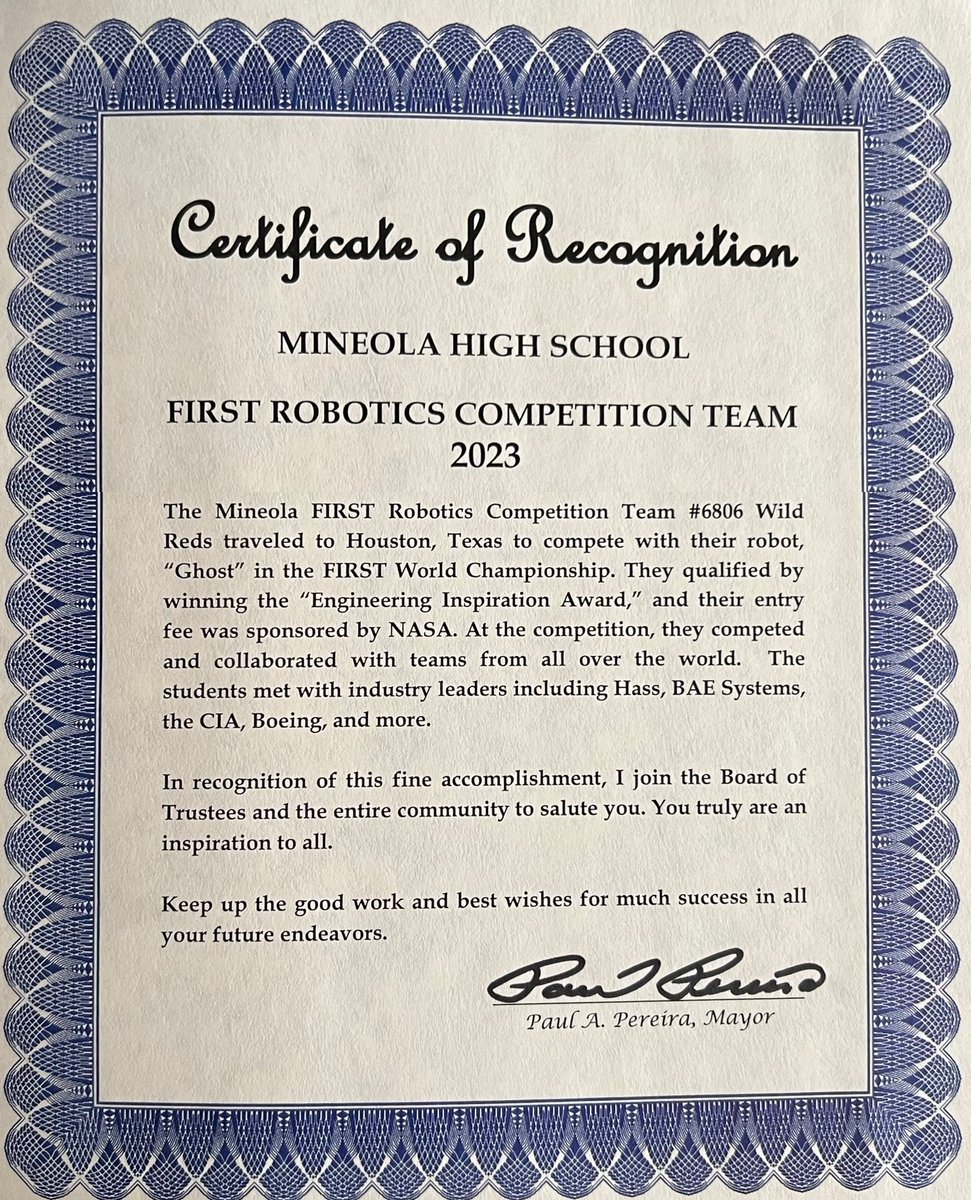 Certificate of Recognition
MINEOLA HIGH SCHOOL
FIRST ROBOTICS COMPETITION TEAM
2023
The Mineola FIRST Robotics Competition Team #6806 Wild
Reds traveled to Houston, Texas to compete with their robot,
“Ghost” in the FIRST World Championship. They qualified by
winning the “Engineering Inspiration Award,” and their entry
fee was sponsored by NASA. At the competition, they competed
and collaborated with teams from all over the world. The
students met with industry leaders including Hass, BAE Systems,
the CIA, Boeing, and more.
In recognition of this fine accomplishment, I join the Board of
Trustees and the entire community to salute you. You truly are an
inspiration to all.
Keep up the good work and best wishes for much success in all
your future endeavors.
Paul Pereira
Paul A. Pereira, Mayor